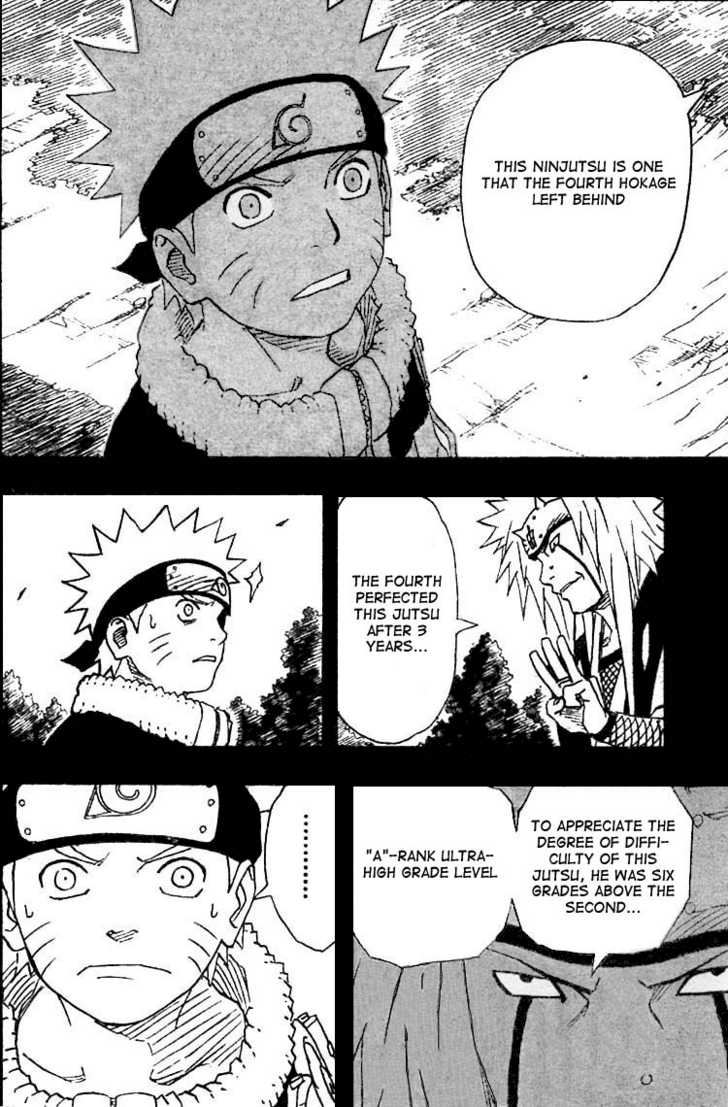 THIS NINJUTSU IS ONE
THAT THE FOURTH HOKAGE
LEFT BEHIND
THE FOURTH
PERFECTED
THIS JUTSU
AFTER 3
YEARS...
TO APPRECIATE THE
DEGREE OF DIFFI-
CULTY OF THIS
JUTSU, HE WAS SIX
GRADES ABOVE THE
SECOND...
"A"-RANK ULTRA-
HIGH GRADE LEVEL
.........